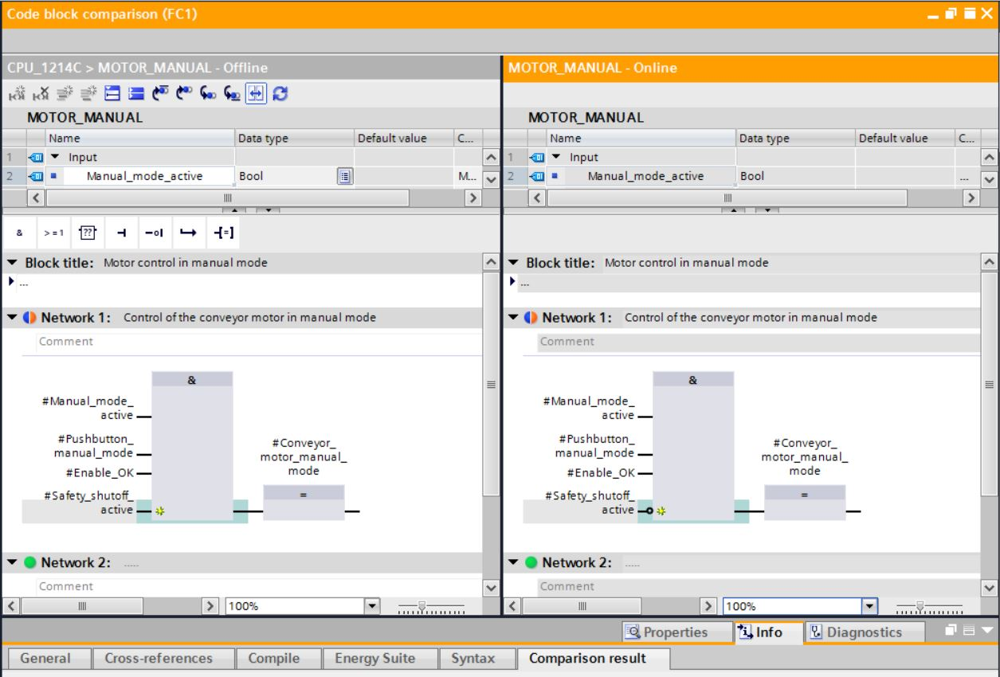 Code block comparison (FC1)
CPU_1214C > MOTOR_MANUAL - Offline
MOTOR_MANUAL
Name Data type Default value C...
1 Input
2 Manual_mode_active Bool M...
& >=1 ??
Block title: Motor control in manual mode
...
Network 1: Control of the conveyor motor in manual mode
Comment
&
#Manual_mode_
active
#Pushbutton_
manual_mode
#Enable_OK
#Safety_shutoff_
active
#Conveyor_
motor_manual_
mode
=
Network 2: .....
Comment
100%
MOTOR_MANUAL - Online
MOTOR_MANUAL
Name Data type Default value C...
1 Input
2 Manual_mode_active Bool ...
Block title: Motor control in manual mode
...
Network 1: Control of the conveyor motor in manual mode
Comment
&
#Manual_mode_
active
#Pushbutton_
manual_mode
#Enable_OK
#Safety_shutoff_
active
#Conveyor_
motor_manual_
mode
=
Network 2: .....
Comment
100%
Properties Info Diagnostics
General Cross-references Compile Energy Suite Syntax Comparison result